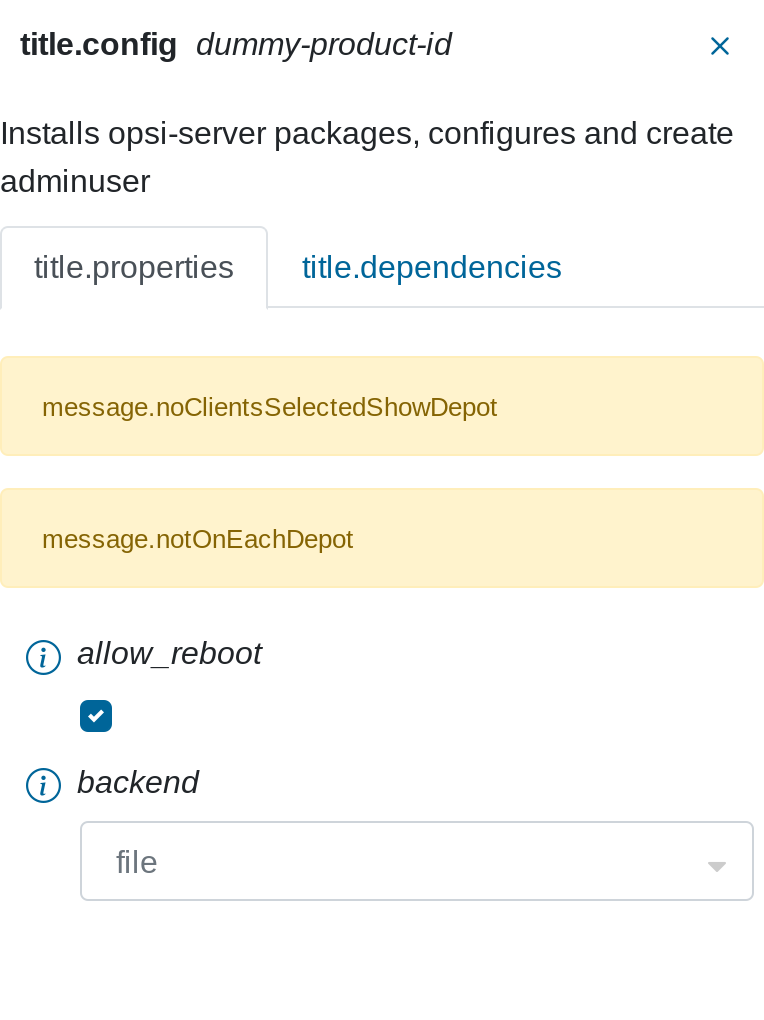 title.config dummy-product-id
Installs opsi-server packages, configures and create
adminuser
title.properties title.dependencies
message.noClientsSelectedShowDepot
message.notOnEachDepot
allow_reboot
backend
file